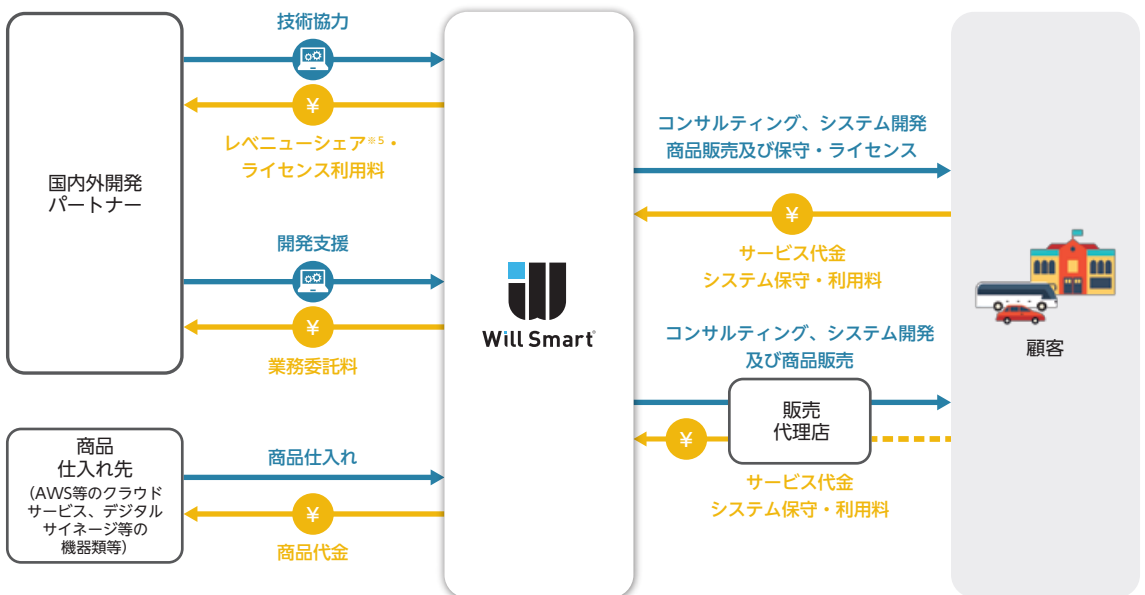 技術協力
¥
レベニューシェア※5・
ライセンス利用料
国内外開発
パートナー
開発支援
¥
業務委託料
商品
仕入れ先
(AWS等のクラウド
サービス、デジタル
サイネージ等の
機器類等)
商品仕入れ
¥
商品代金
Will Smart
コンサルティング、システム開発
商品販売及び保守・ライセンス
¥
サービス代金
システム保守・利用料
コンサルティング、システム開発
及び商品販売
販売
代理店
¥
サービス代金
システム保守・利用料
顧客